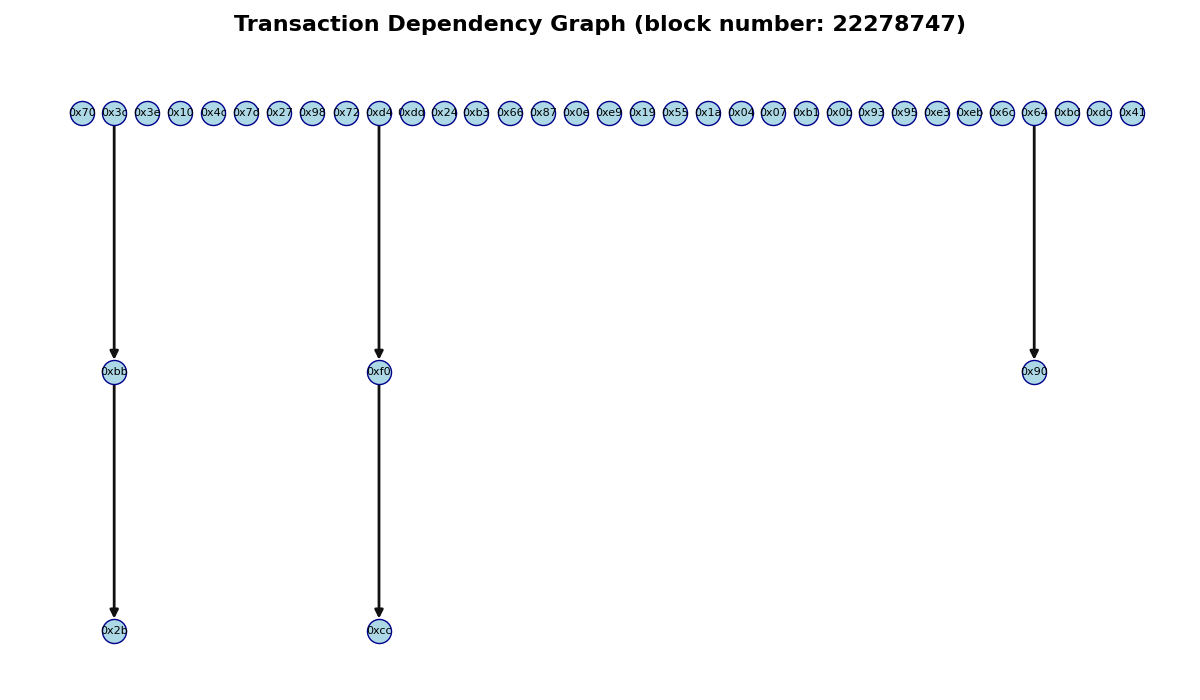 Transaction Dependency Graph (block number: 22278747)
0x70 0x3c 0x3e 0x10 0x4c 0x7c 0x27 0x98 0x72 0xd4 0xdd 0x24 0xb3 0x66 0x87 0x0e 0xe9 0x19 0x55 0x1a 0x04 0x07 0xb1 0x0b 0x93 0x95 0xe3 0xeb 0x6c 0x64 0xbd 0xdc 0x41
0xbb 0xf0 0x90
0x2b 0xcc